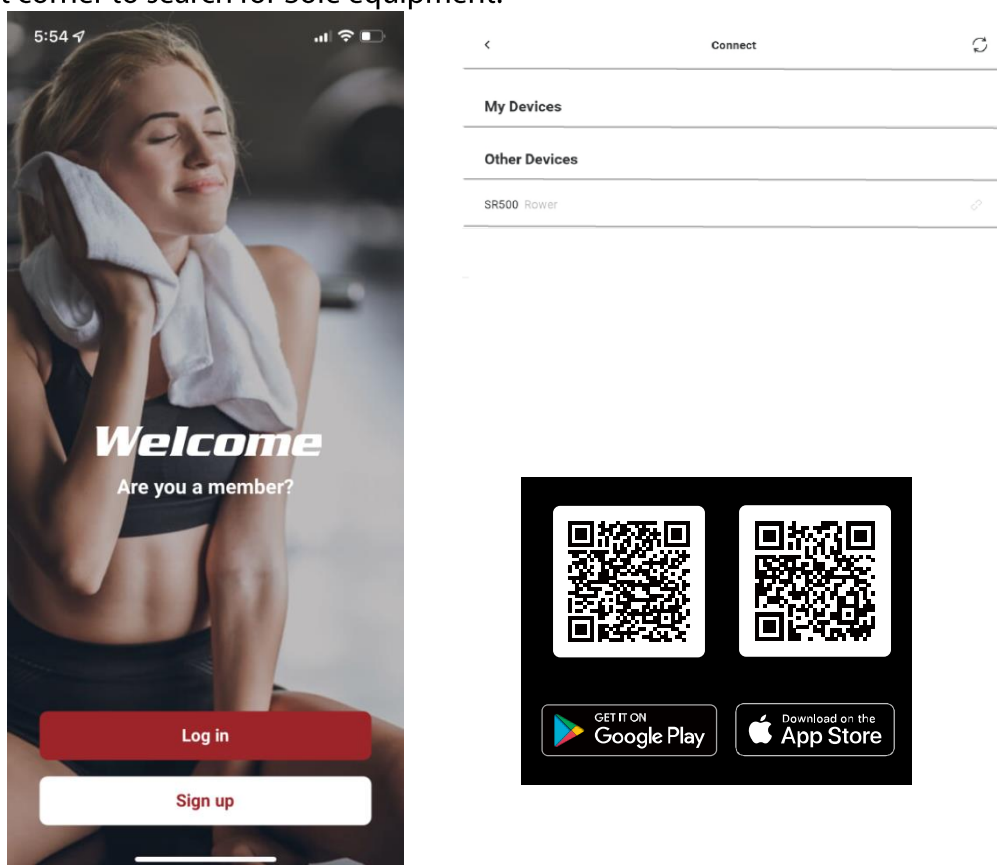 t corner to search for Sole equipment.
5:54
Welcome
Are you a member?
Log in
Sign up
Connect
My Devices
Other Devices
SR500 Rower
GET IT ON
Google Play
Download on the
App Store